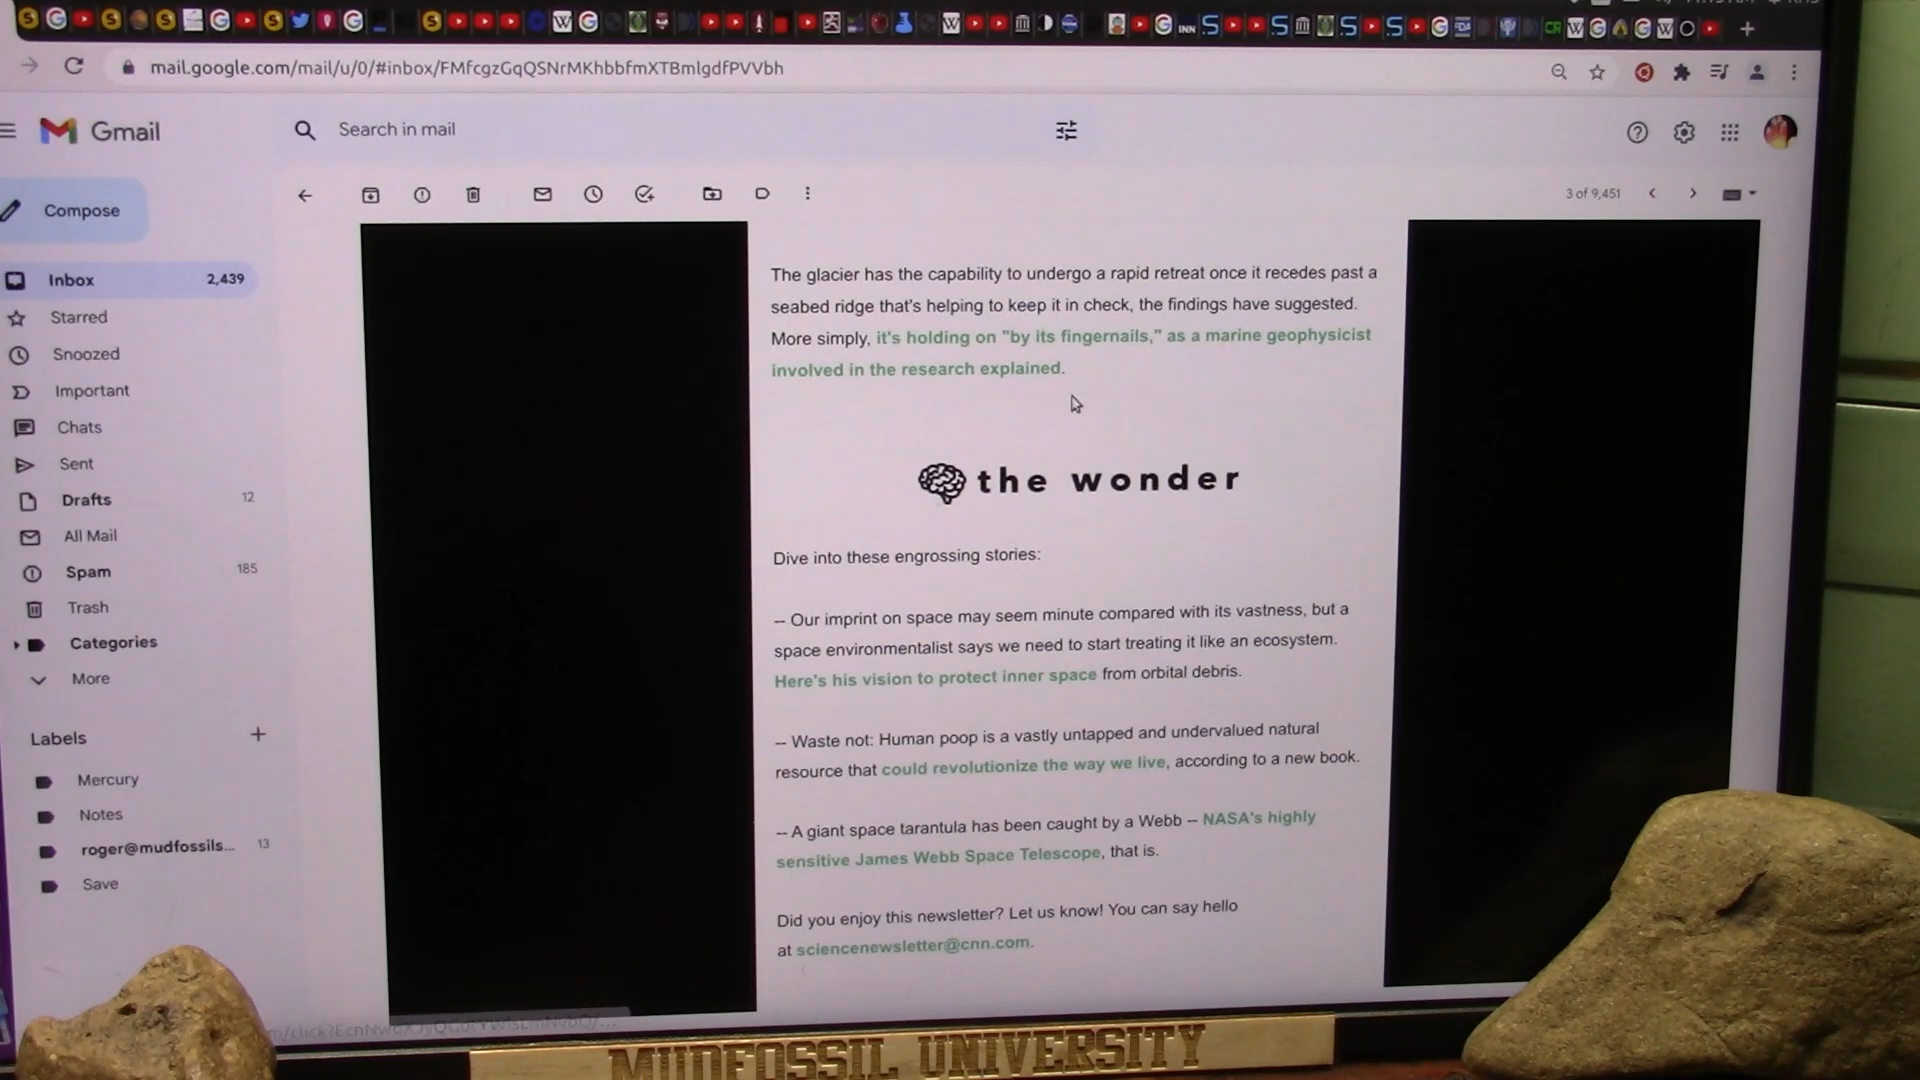 mail.google.com/mail/u/0/#inbox/FMfcgzGqQSNrMKhbbfmXTBmlgdfPVVbh
Gmail
Search in mail
Compose
3 of 9,451
Inbox 2,439
Starred
Snoozed
Important
Chats
Sent
Drafts 12
All Mail
Spam 185
Trash
Categories
More
Labels +
Mercury
Notes
roger@mudfossils... 13
Save
The glacier has the capability to undergo a rapid retreat once it recedes past a
seabed ridge that's helping to keep it in check, the findings have suggested.
More simply, it's holding on "by its fingernails," as a marine geophysicist
involved in the research explained.
the wonder
Dive into these engrossing stories:
-- Our imprint on space may seem minute compared with its vastness, but a
space environmentalist says we need to start treating it like an ecosystem.
Here's his vision to protect inner space from orbital debris.
-- Waste not: Human poop is a vastly untapped and undervalued natural
resource that could revolutionize the way we live, according to a new book.
-- A giant space tarantula has been caught by a Webb -- NASA's highly
sensitive James Webb Space Telescope, that is.
Did you enjoy this newsletter? Let us know! You can say hello
at sciencenewsletter@cnn.com.
MUDFOSSIL UNIVERSITY